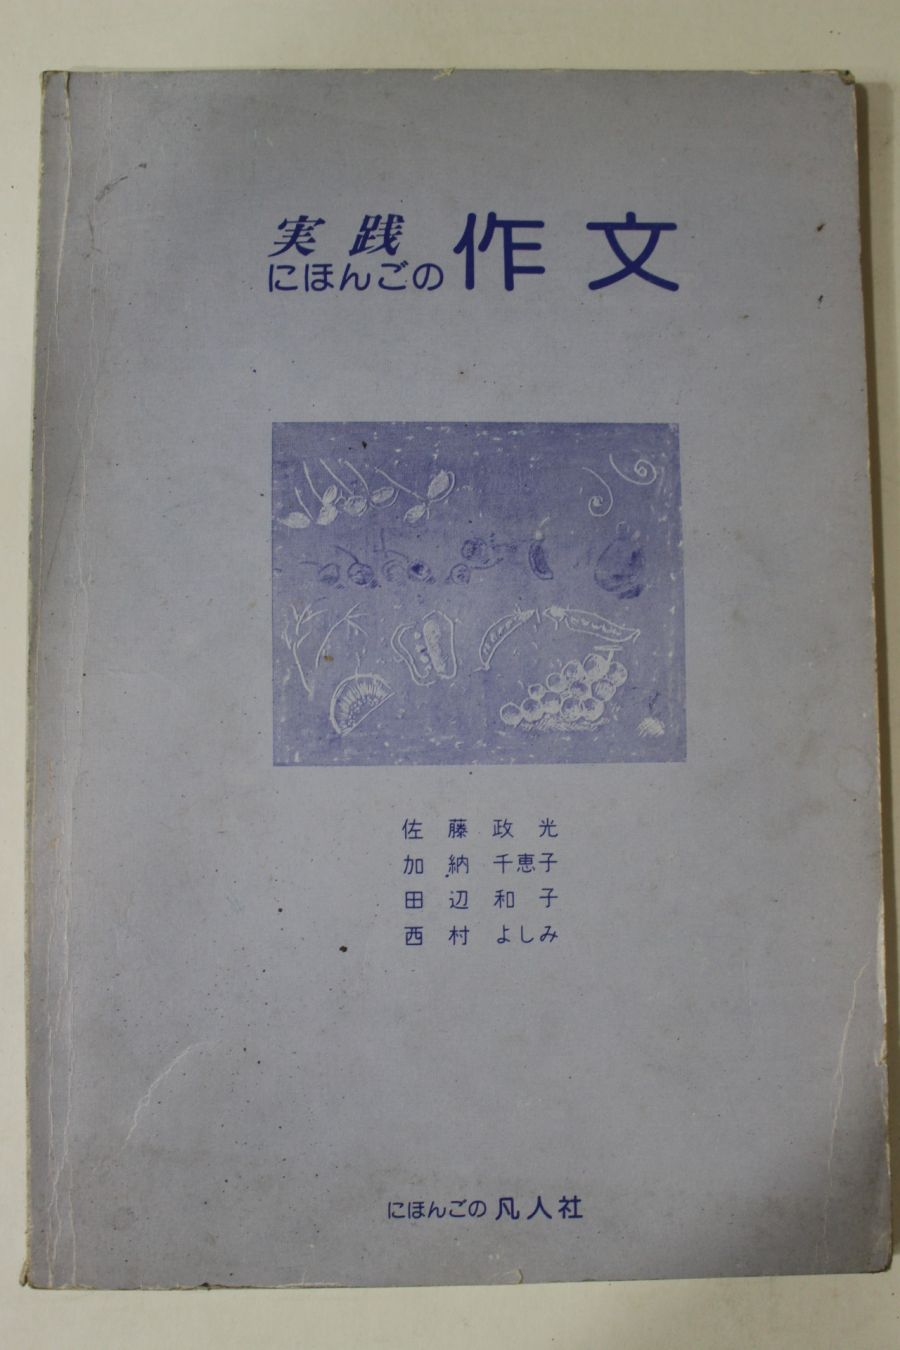 実践
にほんごの 作文
佐藤政光
加納千恵子
田辺和子
西村よしみ
にほんごの 凡人社